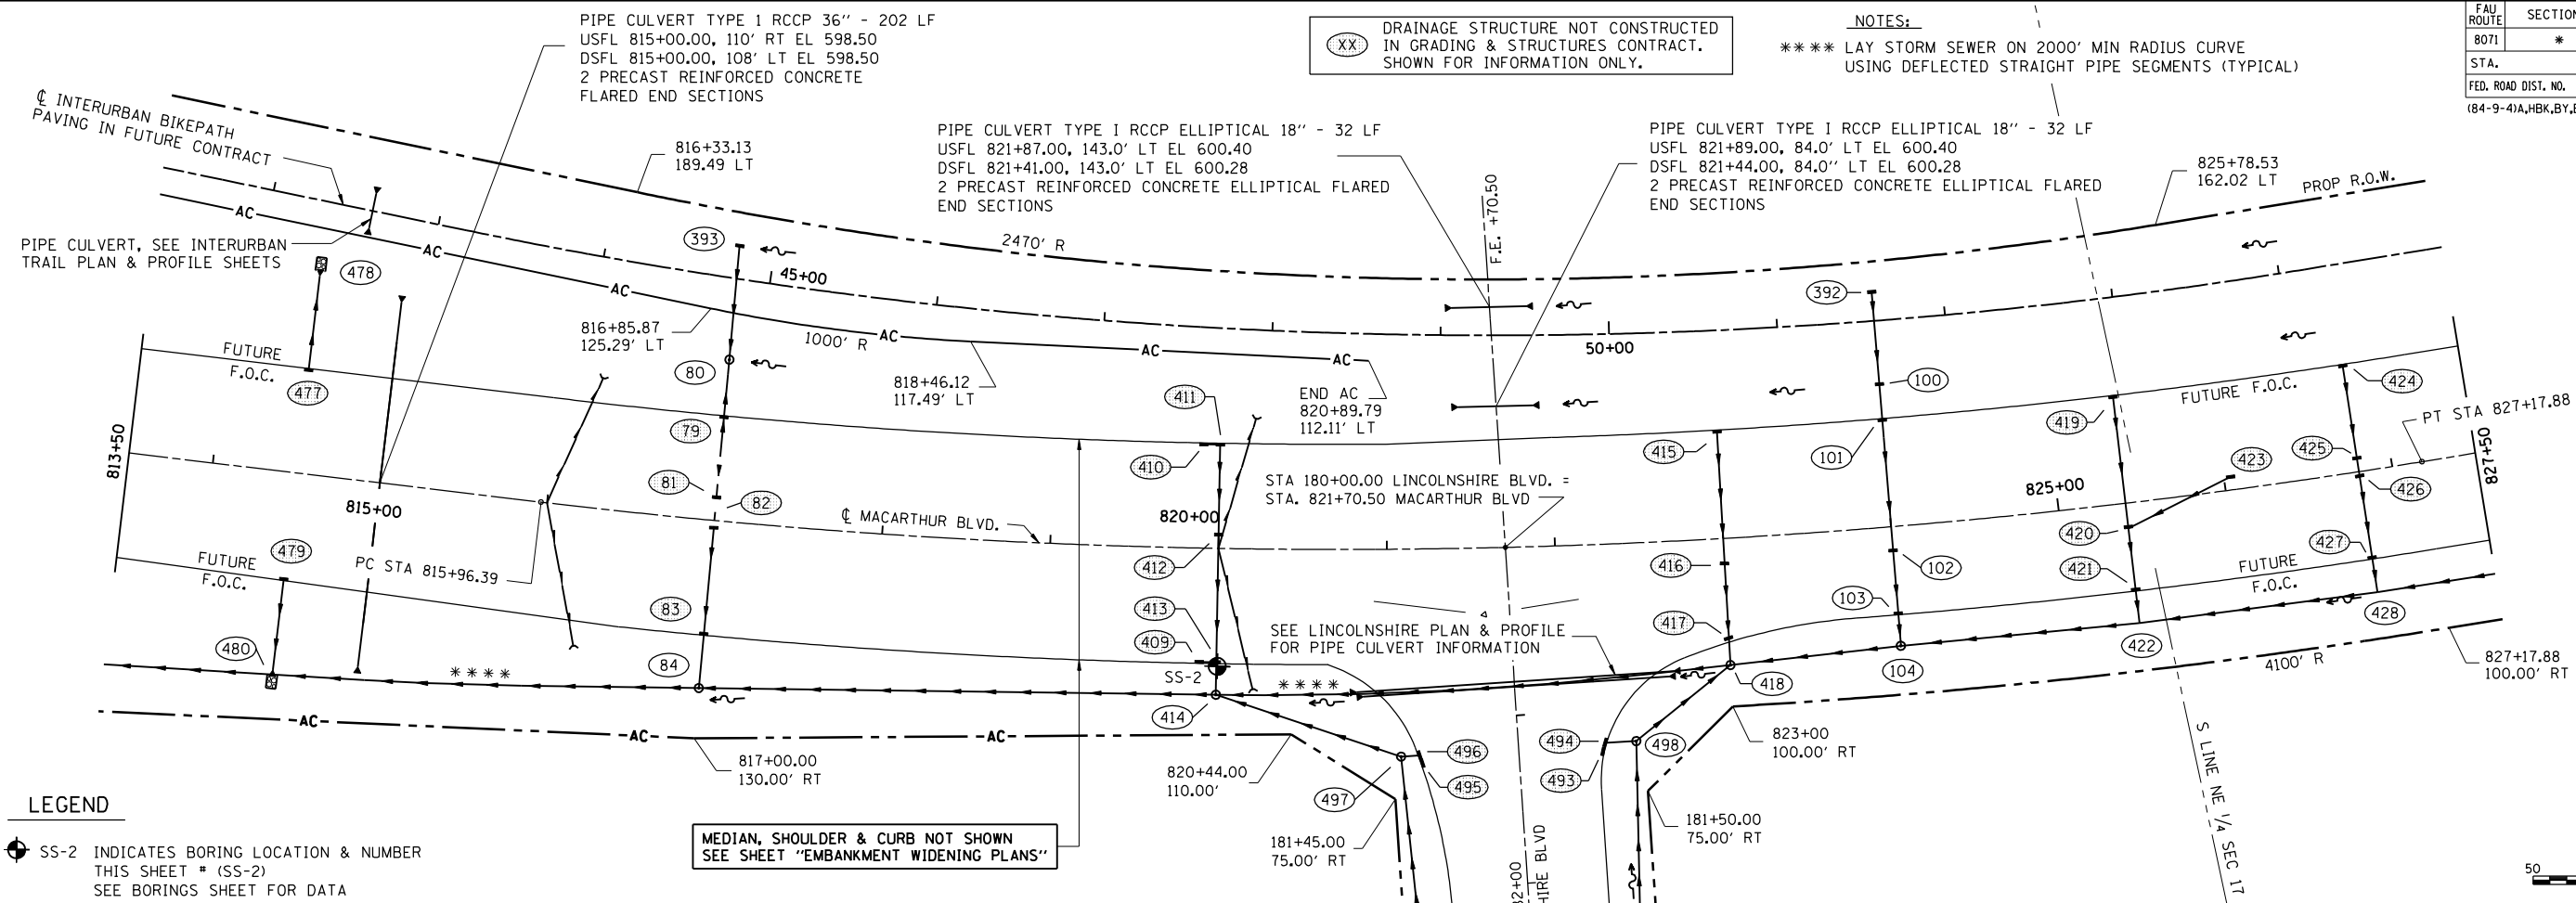 PIPE CULVERT TYPE 1 RCCP 36" - 202 LF
USFL 815+00.00, 110' RT EL 598.50
DSFL 815+00.00, 108' LT EL 598.50
2 PRECAST REINFORCED CONCRETE
FLARED END SECTIONS
XX
DRAINAGE STRUCTURE NOT CONSTRUCTED
IN GRADING & STRUCTURES CONTRACT.
SHOWN FOR INFORMATION ONLY.
NOTES:
**** LAY STORM SEWER ON 2000' MIN RADIUS CURVE
USING DEFLECTED STRAIGHT PIPE SEGMENTS (TYPICAL)
FAU
ROUTE
SECTION
8071
*
STA.
FED. ROAD DIST. NO.
(84-9-4)A,HBK,BY,
℄ INTERURBAN BIKEPATH
PAVING IN FUTURE CONTRACT
816+33.13
189.49 LT
PIPE CULVERT TYPE I RCCP ELLIPTICAL 18" - 32 LF
USFL 821+87.00, 143.0' LT EL 600.40
DSFL 821+41.00, 143.0' LT EL 600.28
2 PRECAST REINFORCED CONCRETE ELLIPTICAL FLARED
END SECTIONS
PIPE CULVERT TYPE I RCCP ELLIPTICAL 18" - 32 LF
USFL 821+89.00, 84.0' LT EL 600.40
DSFL 821+44.00, 84.0'' LT EL 600.28
2 PRECAST REINFORCED CONCRETE ELLIPTICAL FLARED
END SECTIONS
825+78.53
162.02 LT
PROP R.O.W.
F.E. +70.50
2470' R
PIPE CULVERT, SEE INTERURBAN
TRAIL PLAN & PROFILE SHEETS
AC
AC
AC
AC
AC
AC
478
393
45+00
392
50+00
816+85.87
125.29' LT
1000' R
818+46.12
117.49' LT
END AC
820+89.79
112.11' LT
FUTURE
F.O.C.
477
80
79
411
410
415
100
101
419
FUTURE F.O.C.
424
PT STA 827+17.88
813+50
827+50
81
82
815+00
℄ MACARTHUR BLVD.
820+00
STA 180+00.00 LINCOLNSHIRE BLVD. =
STA. 821+70.50 MACARTHUR BLVD
825+00
423
425
426
479
FUTURE
F.O.C.
PC STA 815+96.39
412
416
102
420
421
427
FUTURE
F.O.C.
83
413
409
SEE LINCOLNSHIRE PLAN & PROFILE
FOR PIPE CULVERT INFORMATION
417
103
428
480
****
84
SS-2
****
418
104
422
4100' R
827+17.88
100.00' RT
414
AC
AC
AC
817+00.00
130.00' RT
820+44.00
110.00'
496
495
497
494
493
498
823+00
100.00' RT
S LINE NE 1/4 SEC 17
181+45.00
75.00' RT
181+50.00
75.00' RT
LEGEND
SS-2 INDICATES BORING LOCATION & NUMBER
THIS SHEET # (SS-2)
SEE BORINGS SHEET FOR DATA
MEDIAN, SHOULDER & CURB NOT SHOWN
SEE SHEET "EMBANKMENT WIDENING PLANS"
32+00
HIRE BLVD
50